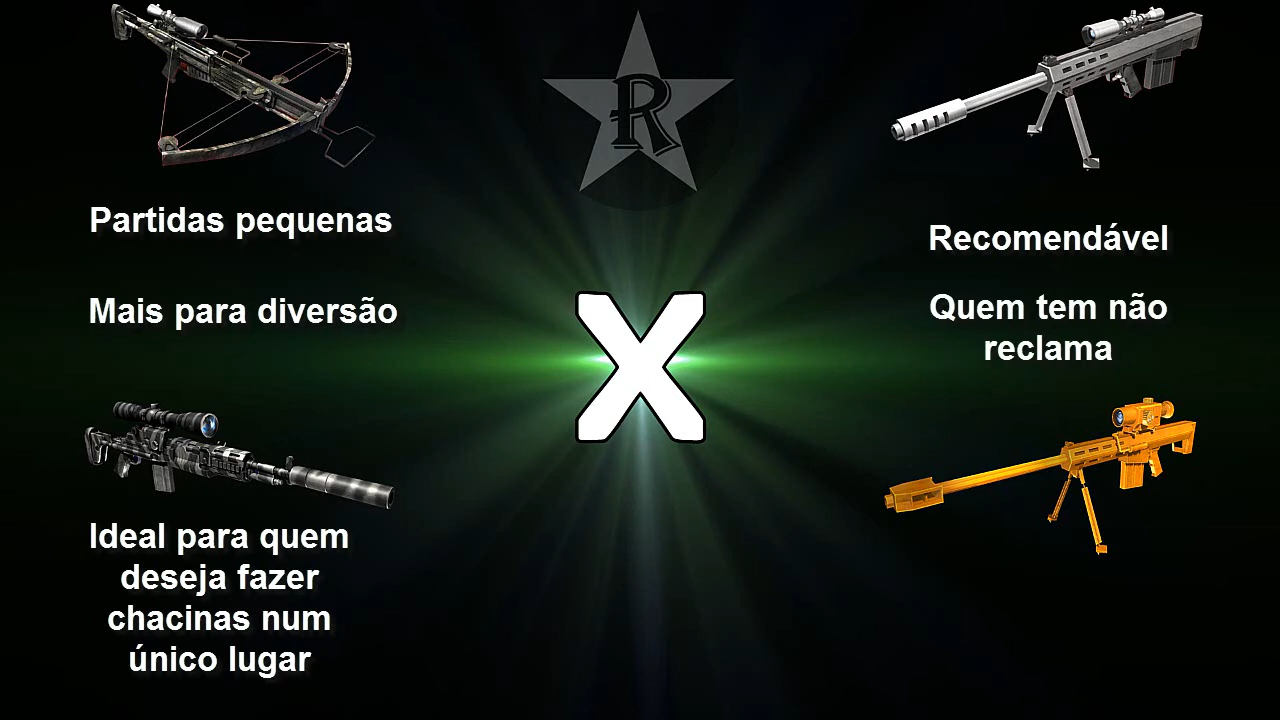 R
Partidas pequenas
Mais para diversão
Recomendável
Quem tem não
reclama
X
Ideal para quem
deseja fazer
chacinas num
único lugar